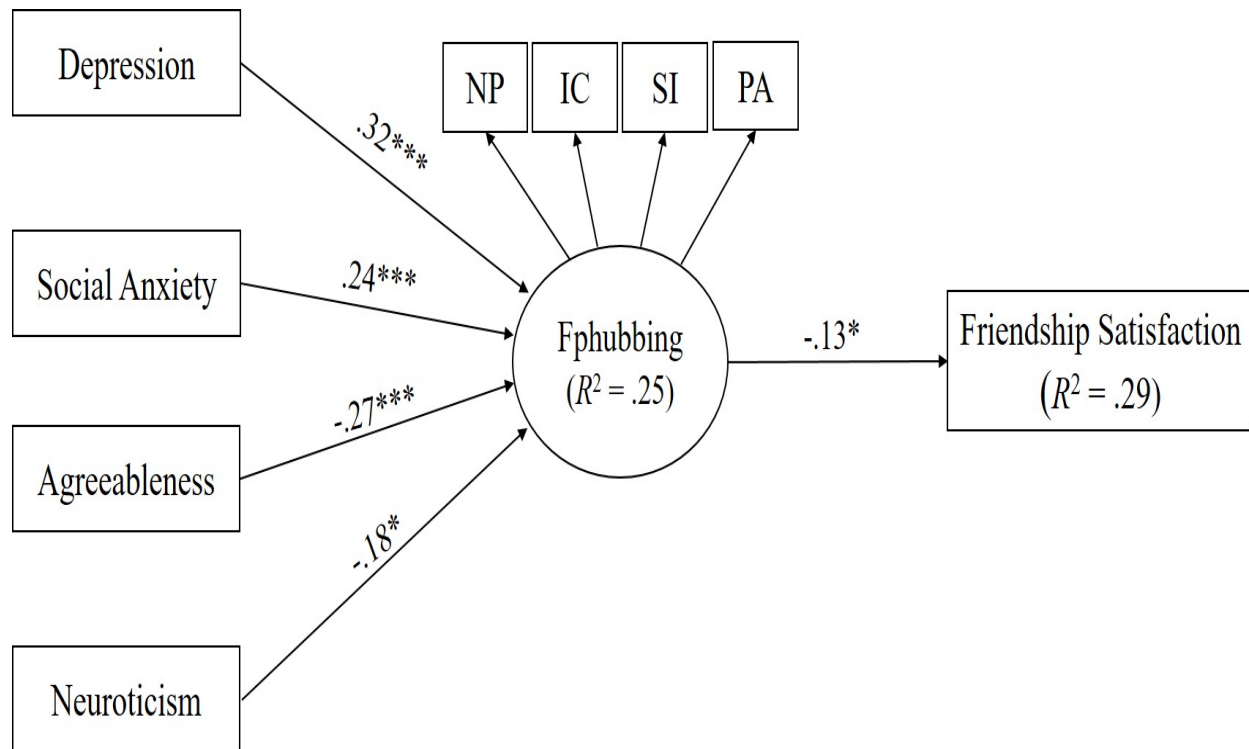 Depression
NP
IC
SI
PA
.32***
Social Anxiety
.24***
Fphubbing
(R² = .25)
-.13*
Friendship Satisfaction
(R² = .29)
-.27***
Agreeableness
-.18*
Neuroticism